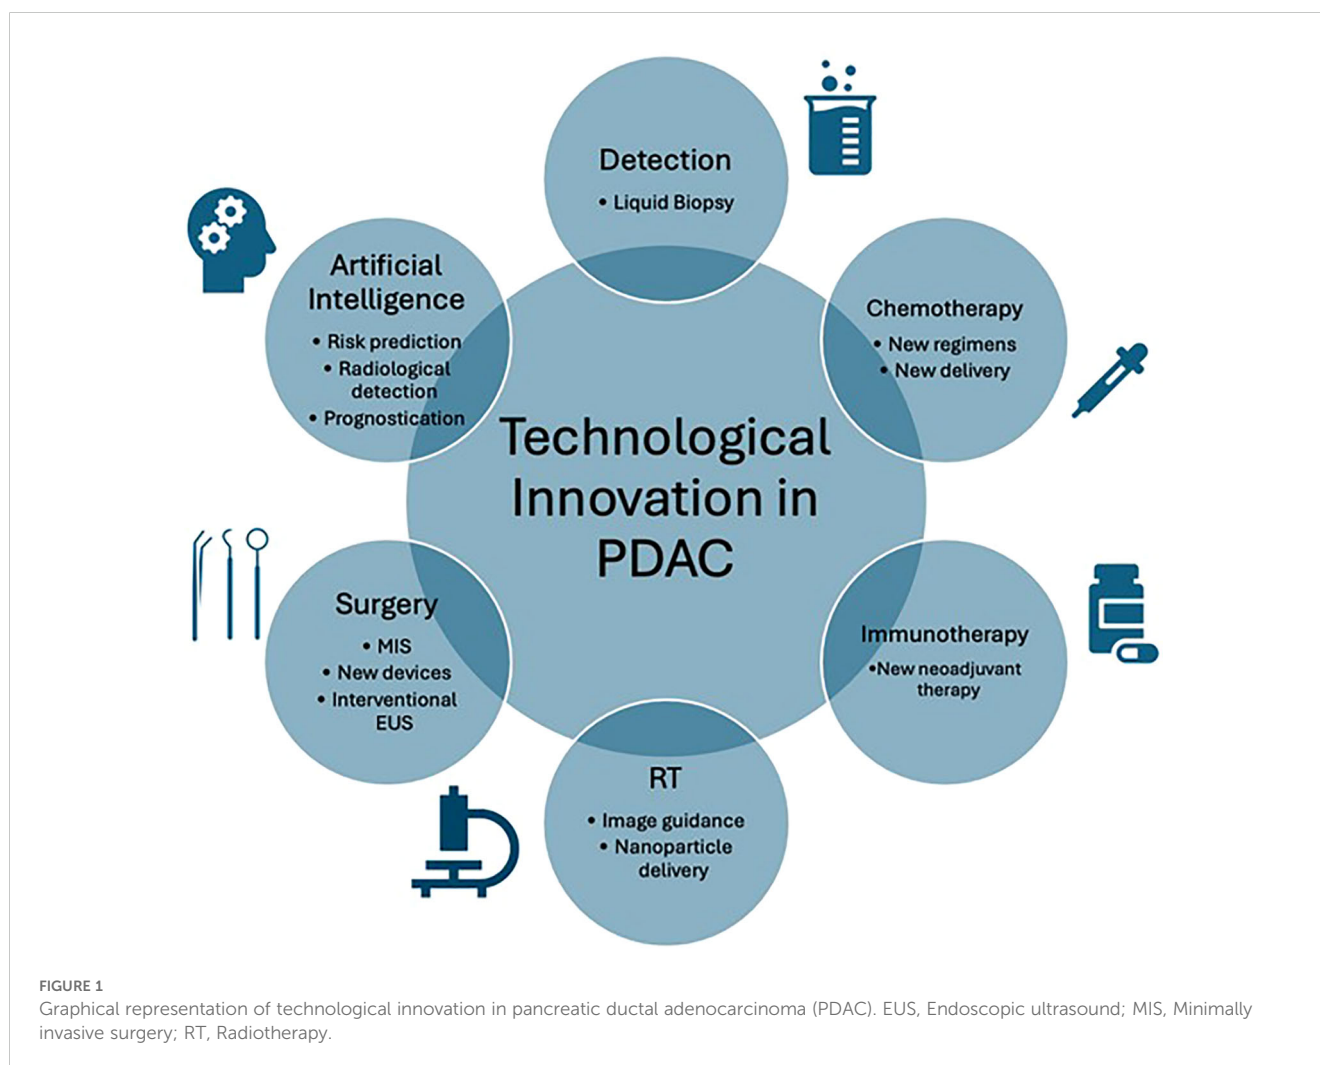 Detection
• Liquid Biopsy
Artificial
Intelligence
• Risk prediction
• Radiological
detection
• Prognostication
Chemotherapy
• New regimens
• New delivery
Technological
Innovation in
PDAC
Surgery
• MIS
• New devices
• Interventional
EUS
Immunotherapy
•New neoadjuvant
therapy
RT
• Image guidance
• Nanoparticle
delivery
FIGURE 1
Graphical representation of technological innovation in pancreatic ductal adenocarcinoma (PDAC). EUS, Endoscopic ultrasound; MIS, Minimally
invasive surgery; RT, Radiotherapy.